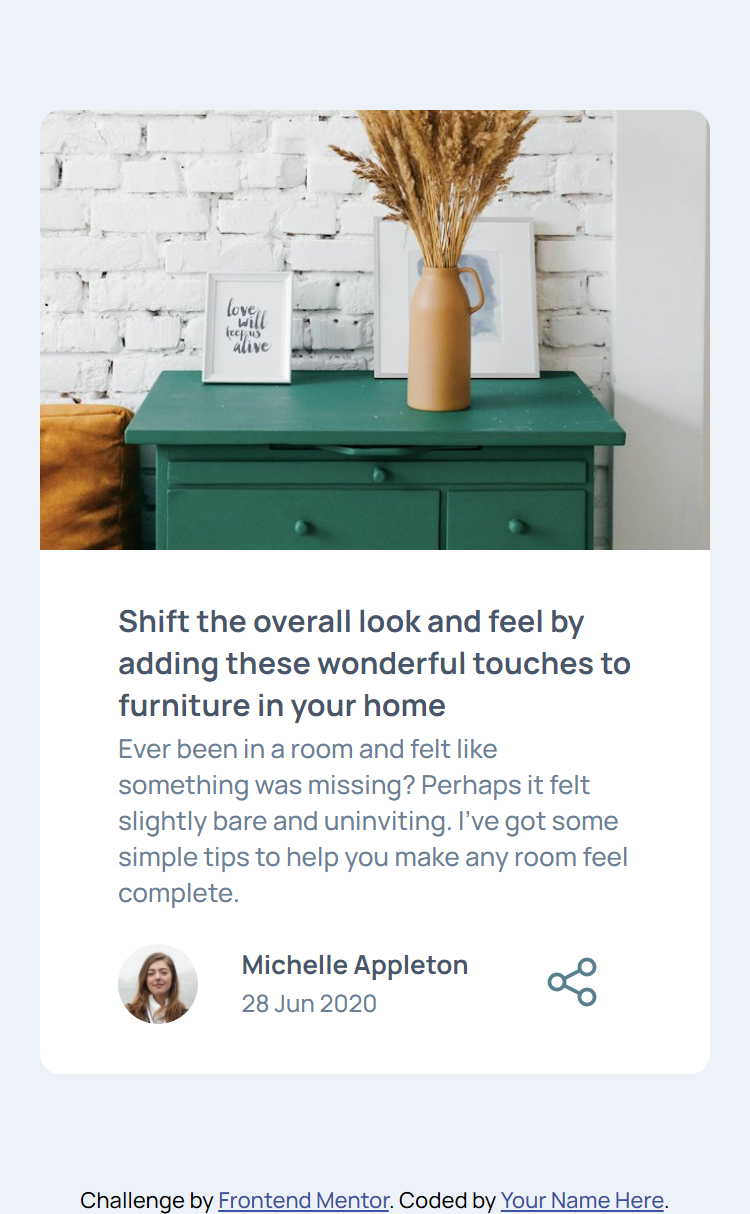 love
will
keep us
alive
Shift the overall look and feel by
adding these wonderful touches to
furniture in your home
Ever been in a room and felt like
something was missing? Perhaps it felt
slightly bare and uninviting. I've got some
simple tips to help you make any room feel
complete.
Michelle Appleton
28 Jun 2020
Challenge by Frontend Mentor. Coded by Your Name Here.